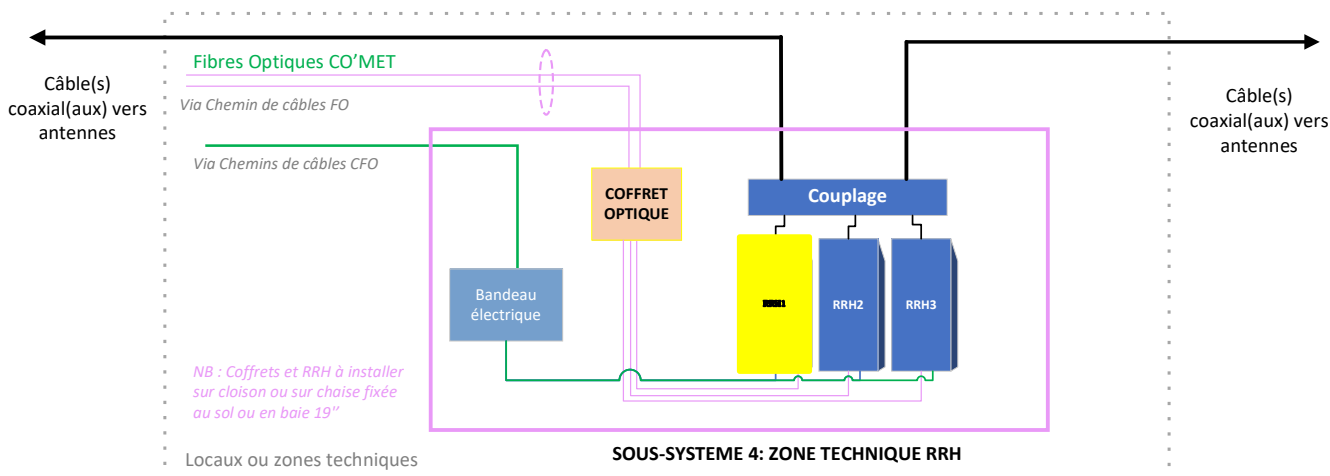 Fibres Optiques CO’MET
Via Chemin de câbles FO
Câble(s)
coaxial(aux) vers
antennes
Câble(s)
coaxial(aux) vers
antennes
Via Chemins de câbles CFO
COFFRET
OPTIQUE
Couplage
Bandeau
électrique
RRH1
RRH2
RRH3
NB : Coffrets et RRH à installer
sur cloison ou sur chaise fixée
au sol ou en baie 19’’
Locaux ou zones techniques
SOUS-SYSTEME 4: ZONE TECHNIQUE RRH